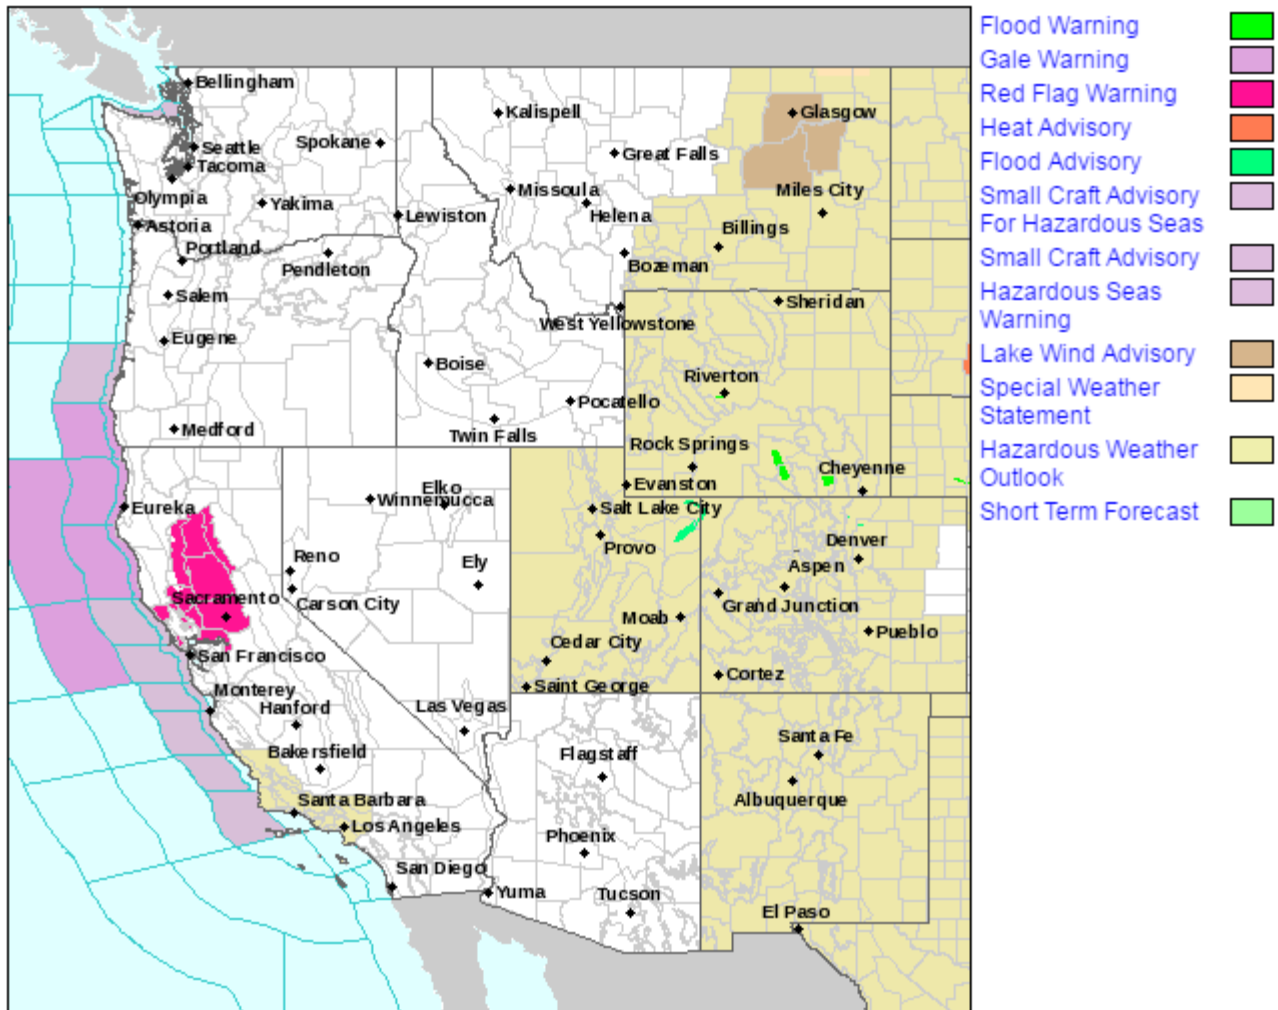 Bellingham
Kalispell
Glasgow
Seattle
Spokane
Great Falls
Tacoma
Missoula
Miles City
Olympia
Yakima
Helena
Lewiston
Astoria
Billings
Portland
Bozeman
Pendleton
Salem
Sheridan
West Yellowstone
Eugene
Boise
Riverton
Pocatello
Medford
Twin Falls
Rock Springs
Cheyenne
Evanston
Elko
Winnemucca
Eureka
Salt Lake City
Provo
Denver
Reno
Ely
Aspen
Sacramento
Carson City
Grand Junction
Moab
Pueblo
Cedar City
San Francisco
Cortez
Saint George
Monterey
Hanford
Las Vegas
Santa Fe
Bakersfield
Flagstaff
Santa Barbara
Albuquerque
Los Angeles
Phoenix
San Diego
Yuma
Tucson
El Paso
Flood Warning
Gale Warning
Red Flag Warning
Heat Advisory
Flood Advisory
Small Craft Advisory
For Hazardous Seas
Small Craft Advisory
Hazardous Seas
Warning
Lake Wind Advisory
Special Weather
Statement
Hazardous Weather
Outlook
Short Term Forecast